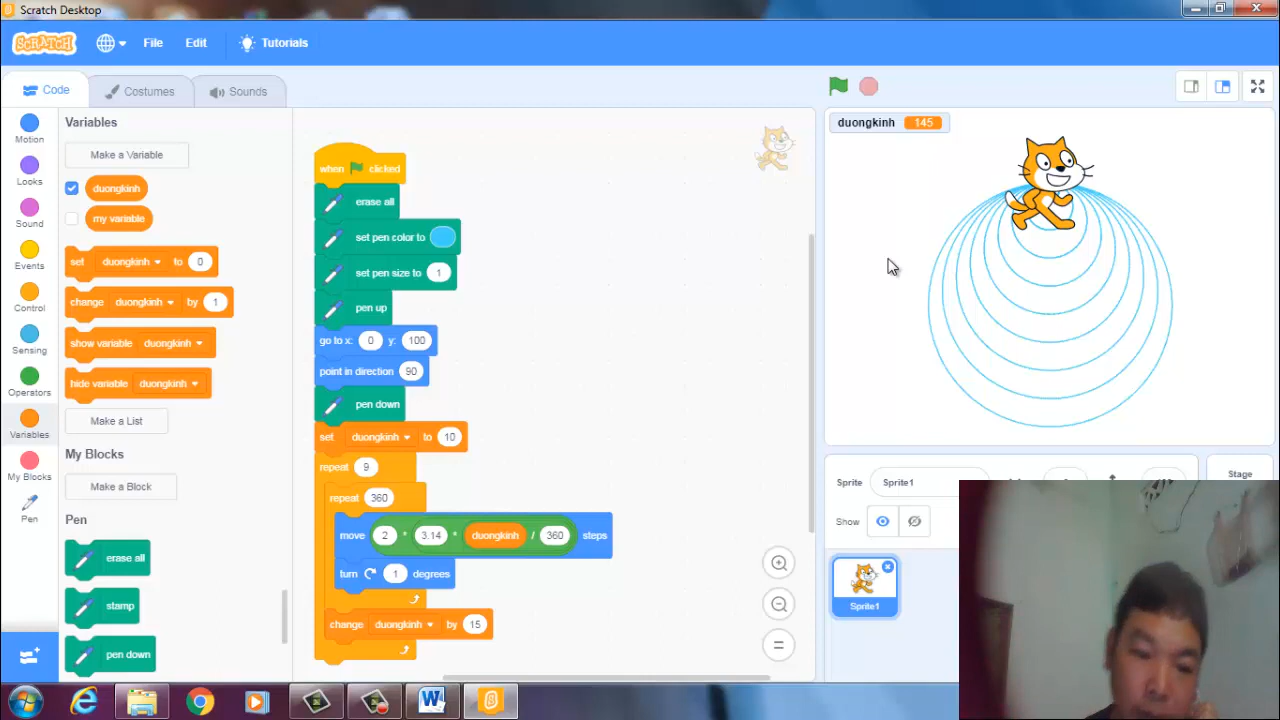 Scratch Desktop
SCRATCH File Edit Tutorials
Code Costumes Sounds
Motion
Looks
Sound
Events
Control
Sensing
Operators
Variables
My Blocks
Pen
Variables
Make a Variable
duongkinh
my variable
set duongkinh to 0
change duongkinh by 1
show variable duongkinh
hide variable duongkinh
Make a List
My Blocks
Make a Block
Pen
erase all
stamp
pen down
when clicked
erase all
set pen color to
set pen size to 1
pen up
go to x: 0 y: 100
point in direction 90
pen down
set duongkinh to 10
repeat 9
repeat 360
move 2 * 3.14 * duongkinh / 360 steps
turn 1 degrees
change duongkinh by 15
duongkinh 145
Sprite Sprite1
Show
Sprite1
Stage